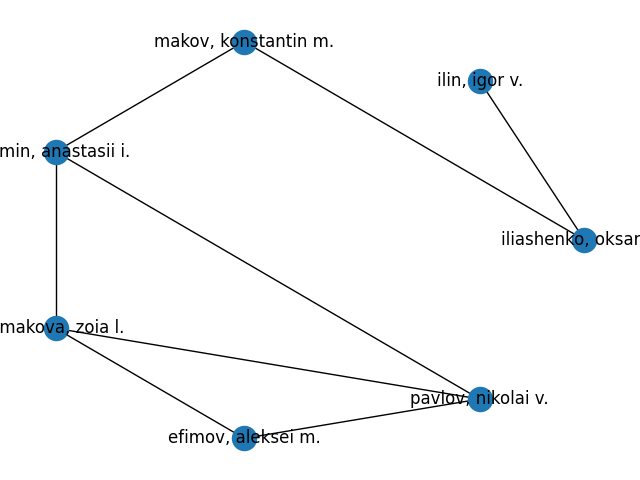 makov, konstantin m.
ilin, igor v.
min, anastasii i.
iliashenko, oksar
makova, zoia l.
pavlov, nikolai v.
efimov, aleksei m.